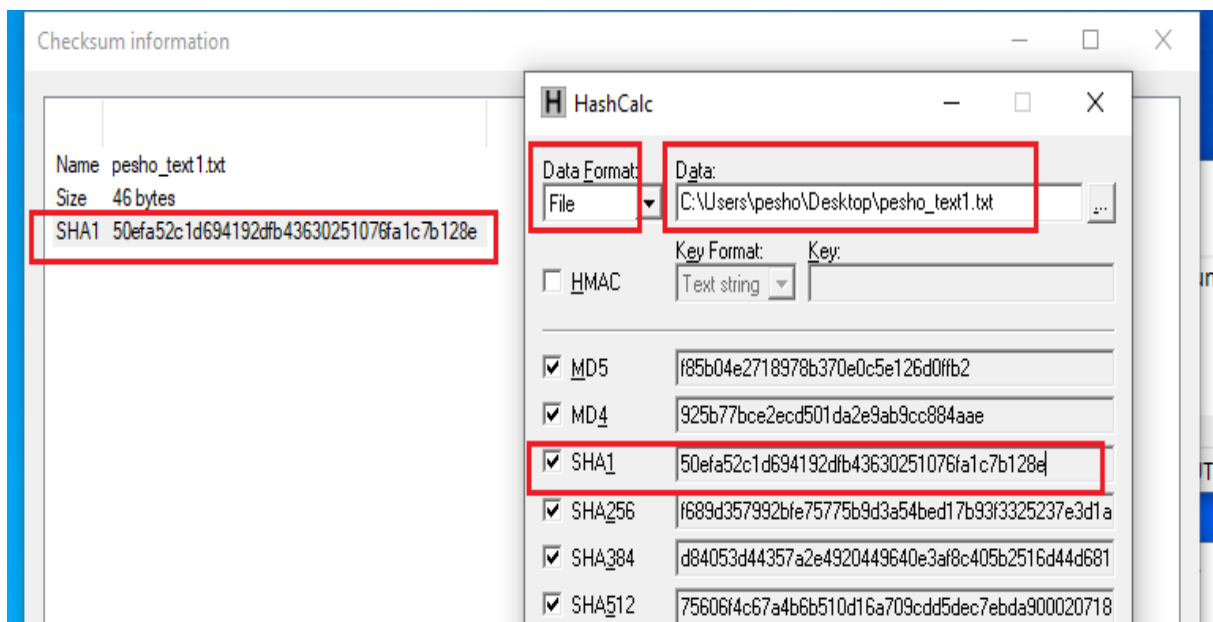 Checksum information
Name pesho_text1.txt
Size 46 bytes
SHA1 50efa52c1d694192dfb43630251076fa1c7b128e
H HashCalc
Data Format: Data:
File C:\Users\pesho\Desktop\pesho_text1.txt ...
Key Format: Key:
HMAC Text string
MD5 f85b04e2718978b370e0c5e126d0ffb2
MD4 925b77bce2ecd501da2e9ab9cc884aae
SHA1 50efa52c1d694192dfb43630251076fa1c7b128e
SHA256 f689d357992bfe75775b9d3a54bed17b93f3325237e3d1a
SHA384 d84053d44357a2e4920449640e3af8c405b2516d44d681
SHA512 75606f4c67a4b6b510d16a709cdd5dec7ebda900020718